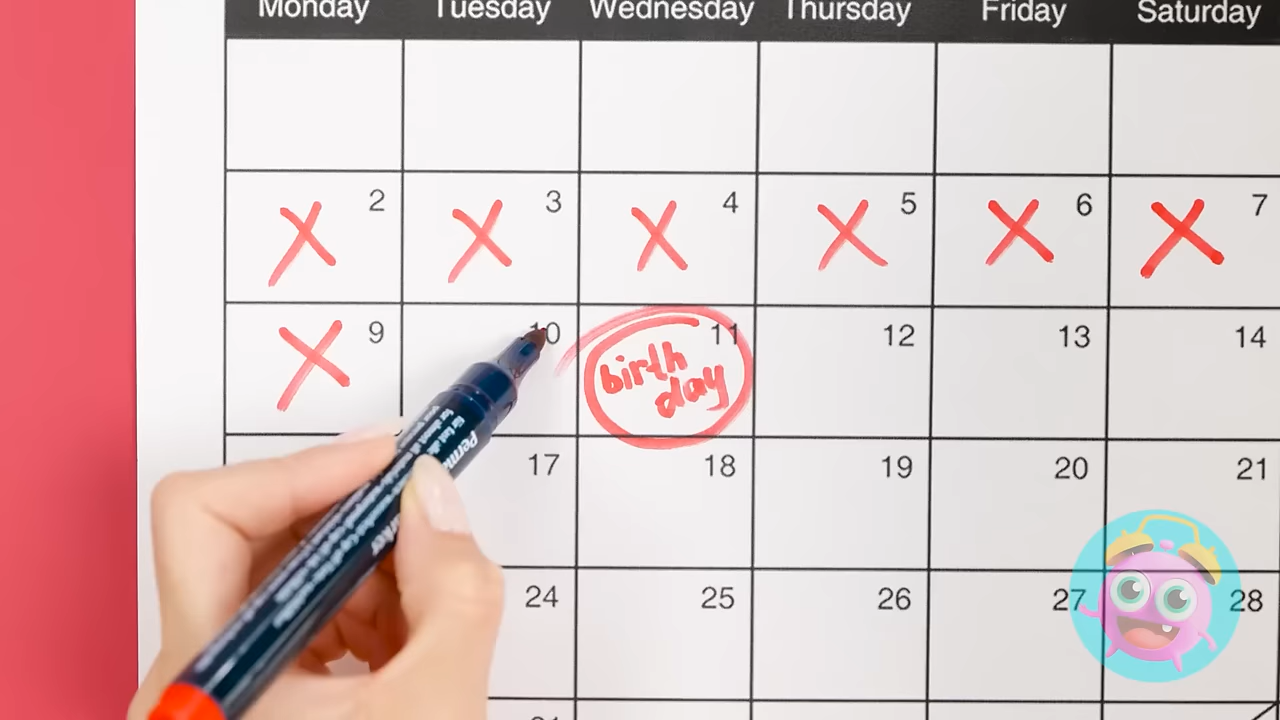 Monday Tuesday Wednesday Thursday Friday Saturday
2 3 4 5 6 7
9 10 11 12 13 14
birth
day
17 18 19 20 21
24 25 26 27 28